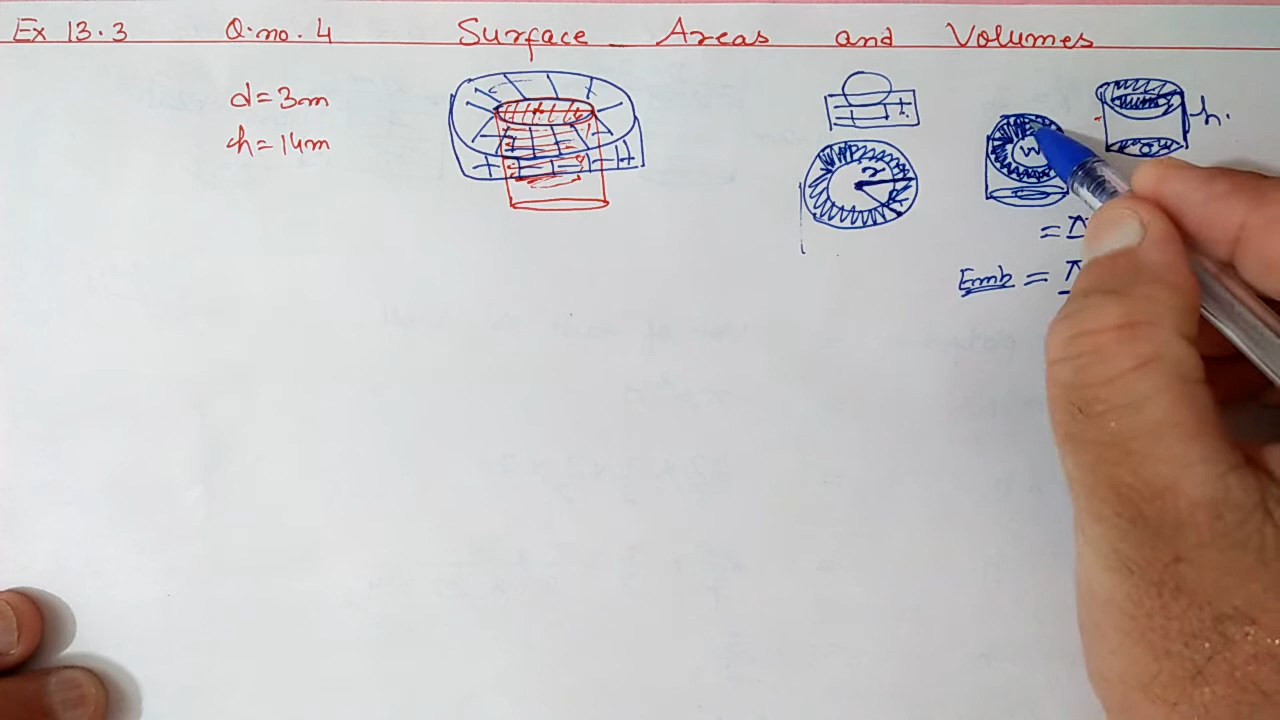 Ex 13.3 Q.no. 4 Surface Areas and Volumes
d = 3m
h = 14m
h.
r
W
=
Emb =